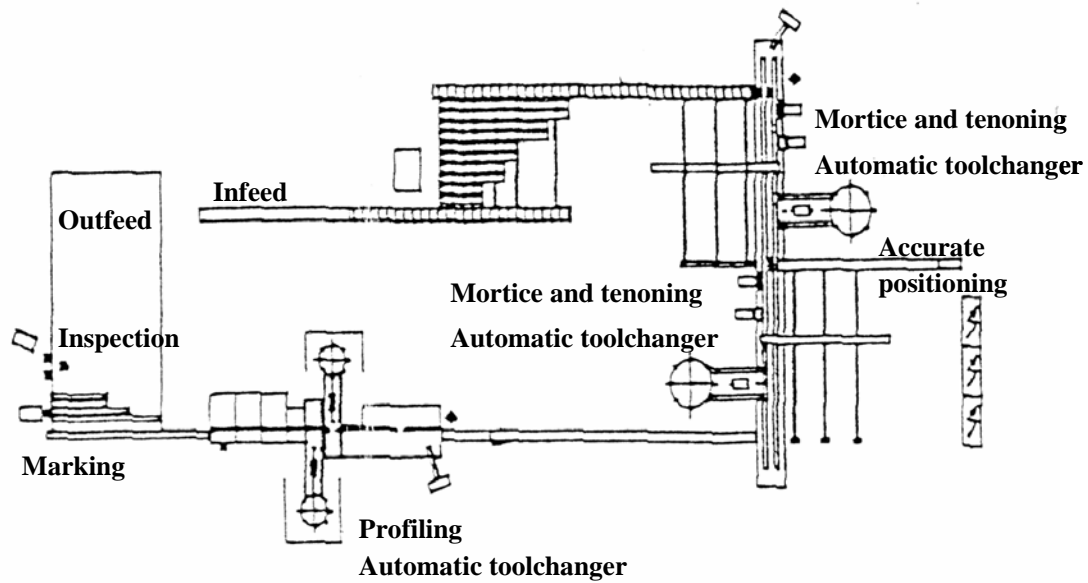 Mortice and tenoning
Automatic toolchanger
Infeed
Outfeed
Accurate
positioning
Mortice and tenoning
Automatic toolchanger
Inspection
Marking
Profiling
Automatic toolchanger